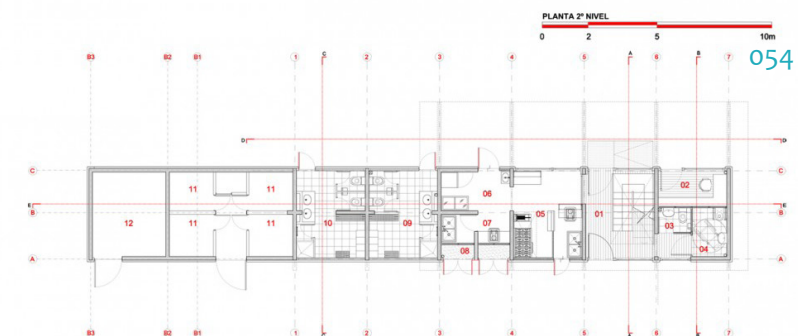 PLANTA 2º NIVEL
0 2 5 10m
054
B3 B2 B1 1 2 3 4 5 6 7
C A B
D D
C C
11 11 06 02
E E
B 12 11 11 10 09 07 05 01 03 B
08 04
A A
B3 B2 B1 1 2 3 4 5 6 7